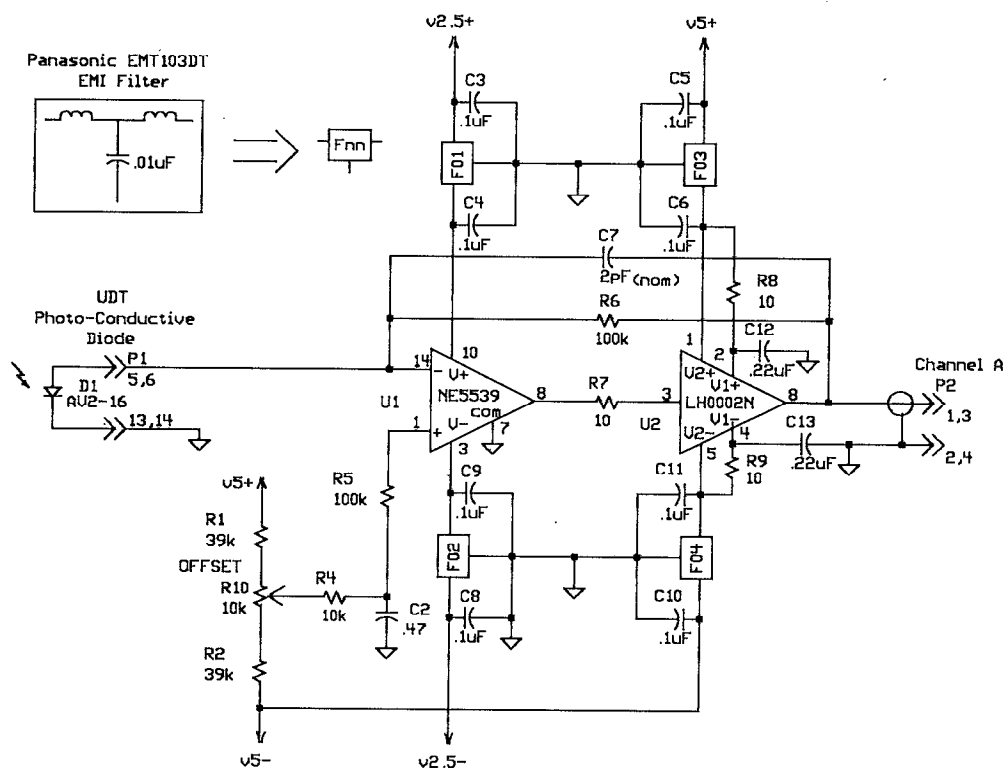 v2.5+
v5+
Panasonic EMT103DT
EMI Filter
.01uF
Fnn
C3
.1uF
C5
.1uF
F01
F03
C4
.1uF
C6
.1uF
C7
2pF(nom)
R8
10
R6
100k
UDT
Photo-Conductive
Diode
P1
5,6
D1
AV2-16
13,14
14
10
-
V+
U1
NE5539
com
V-
7
+
1
3
8
R7
10
1
2
C12
.22uF
V2+
V1+
3
U2
LH0002N
8
V1-
4
V2-
5
C13
.22uF
Channel A
P2
1,3
2,4
R9
10
C9
.1uF
C11
.1uF
R5
100k
v5+
R1
39k
OFFSET
R10
10k
R4
10k
C2
.47
F02
F04
C8
.1uF
C10
.1uF
R2
39k
v5-
v2.5-